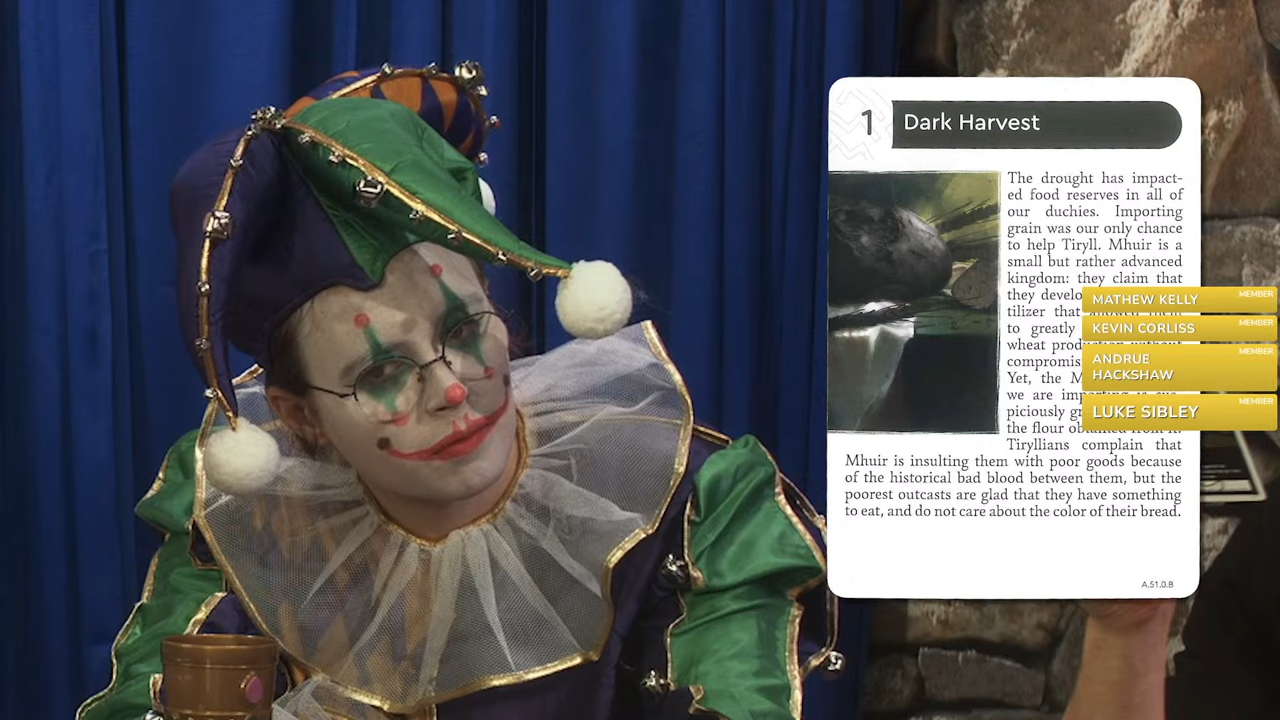 1 Dark Harvest
The drought has impact-
ed food reserves in all of
our duchies. Importing
grain was our only chance
to help Tiryll. Mhuir is a
small but rather advanced
kingdom: they claim that
they develo
tilizer that
to greatly
wheat production without
compromis
Yet, the M
we are
piciously
the flour obtained from it.
Tiryllians complain that
Mhuir is insulting them with poor goods because
of the historical bad blood between them, but the
poorest outcasts are glad that they have something
to eat, and do not care about the color of their bread.
A.51.0.B
MATHEW KELLY MEMBER
KEVIN CORLISS MEMBER
ANDRUE MEMBER
HACKSHAW
LUKE SIBLEY MEMBER